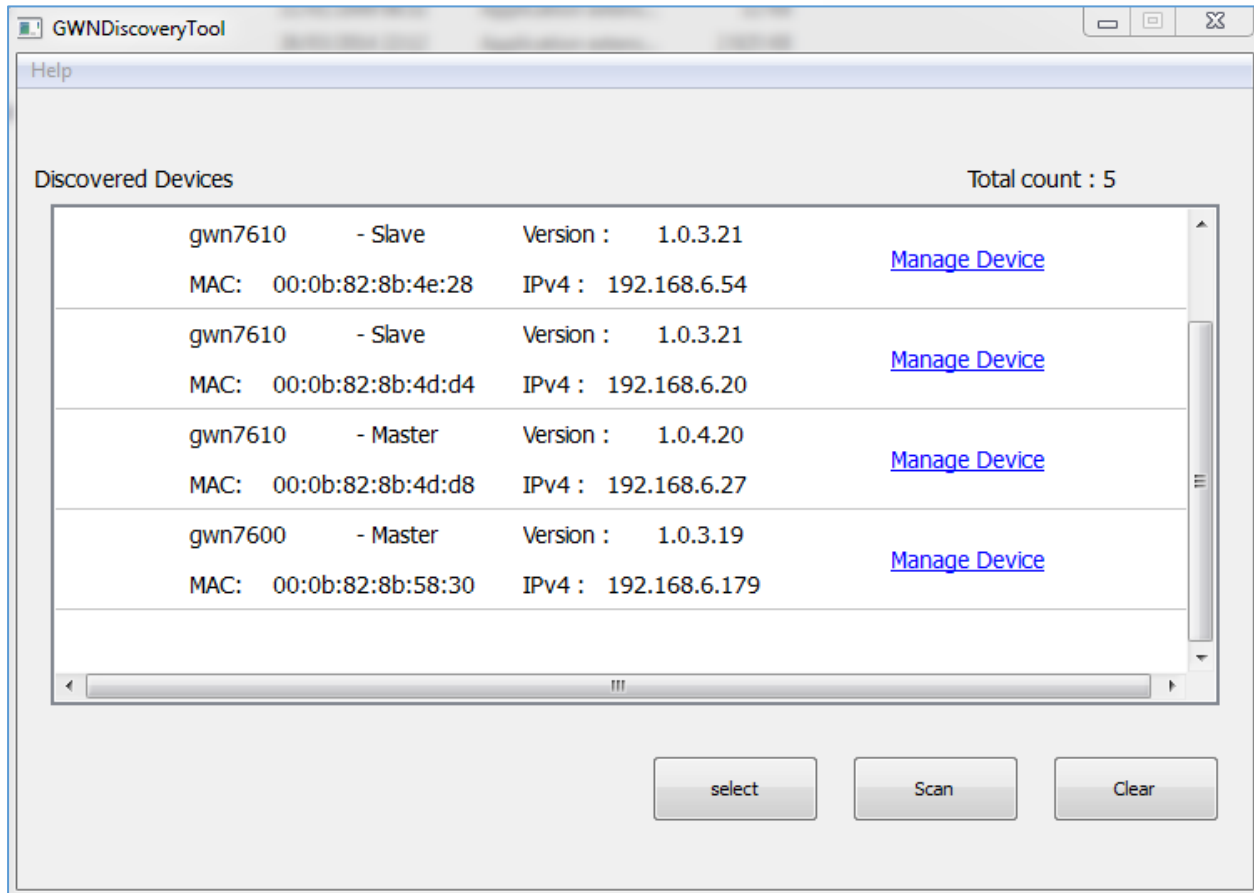 GWNDiscoveryTool
Help
Discovered Devices Total count : 5
gwn7610 - Slave Version : 1.0.3.21
Manage Device
MAC: 00:0b:82:8b:4e:28 IPv4 : 192.168.6.54
gwn7610 - Slave Version : 1.0.3.21
Manage Device
MAC: 00:0b:82:8b:4d:d4 IPv4 : 192.168.6.20
gwn7610 - Master Version : 1.0.4.20
Manage Device
MAC: 00:0b:82:8b:4d:d8 IPv4 : 192.168.6.27
gwn7600 - Master Version : 1.0.3.19
Manage Device
MAC: 00:0b:82:8b:58:30 IPv4 : 192.168.6.179
select Scan Clear